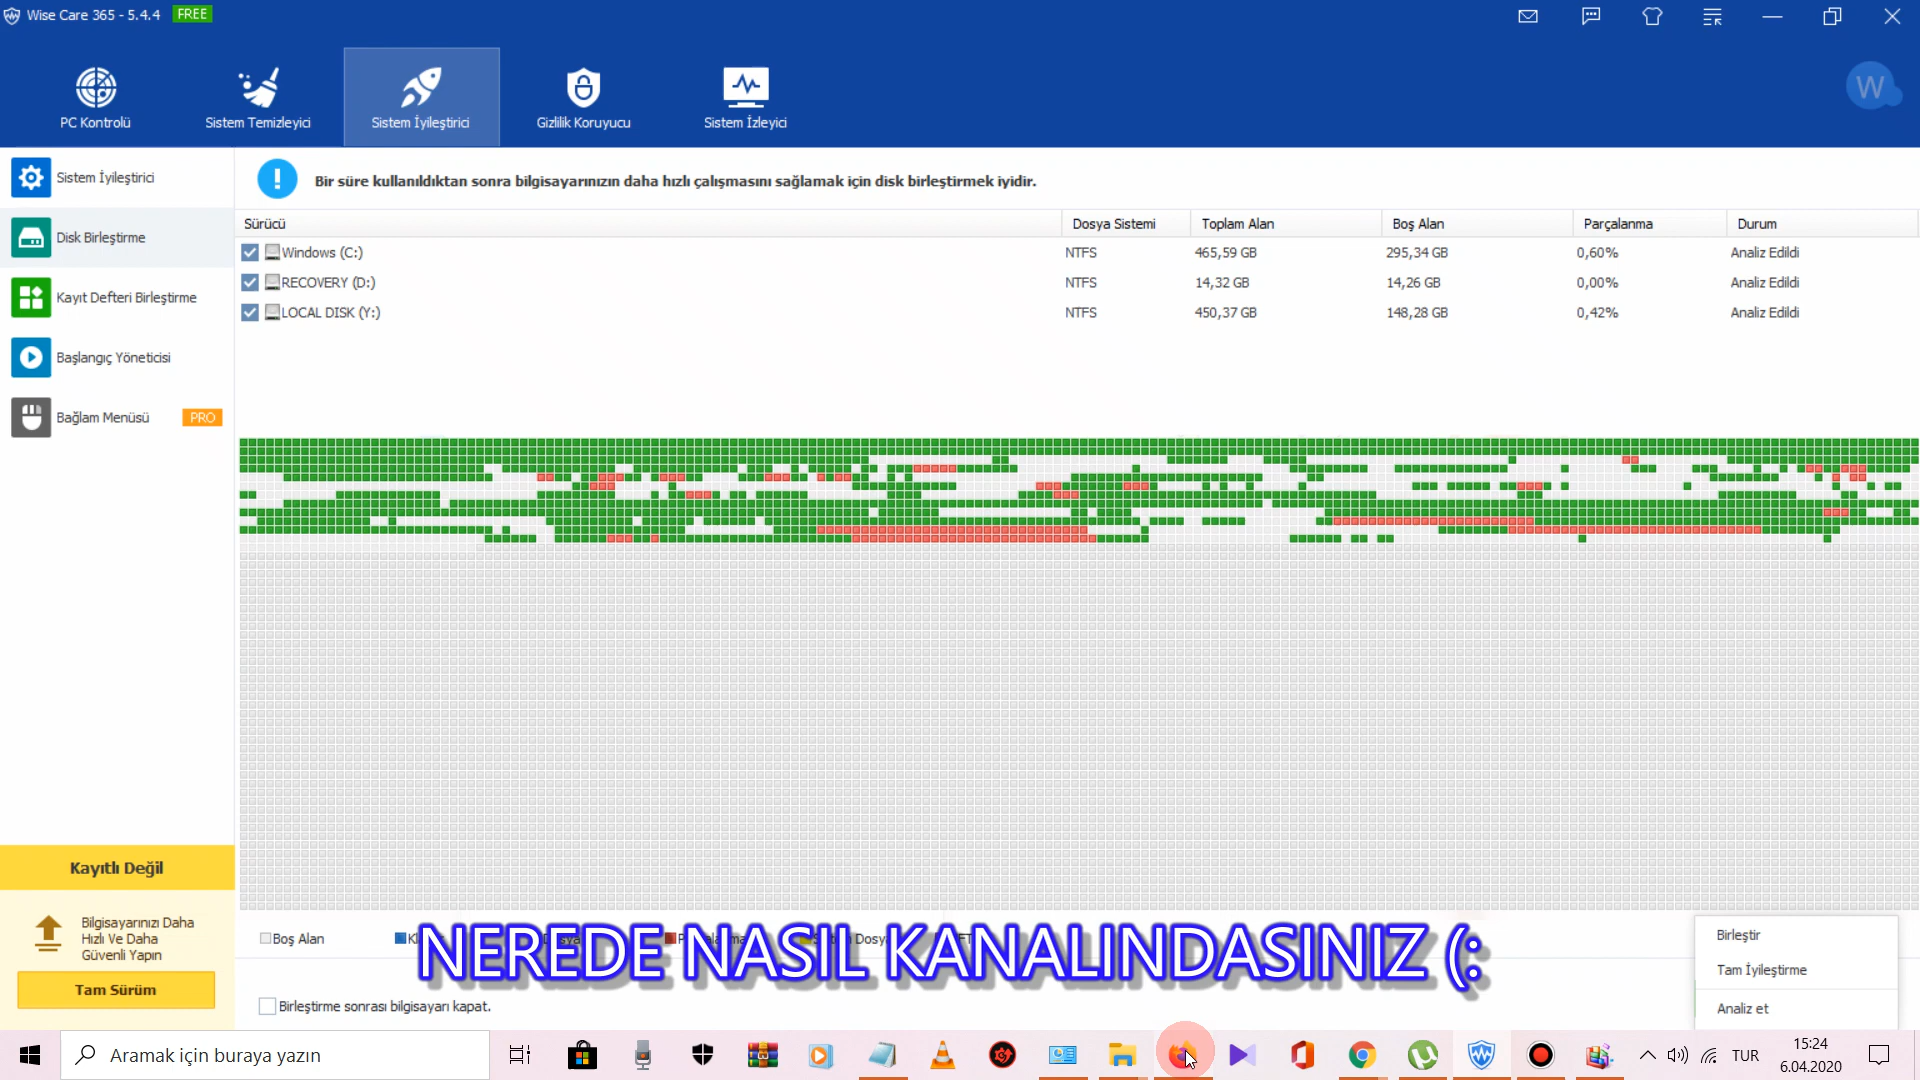 Wise Care 365 - 5.4.4 FREE
PC Kontrolü
Sistem Temizleyici
Sistem İyileştirici
Gizlilik Koruyucu
Sistem İzleyici
W
Sistem İyileştirici
Disk Birleştirme
Kayıt Defteri Birleştirme
Başlangıç Yöneticisi
Bağlam Menüsü PRO
Bir süre kullanıldıktan sonra bilgisayarınızın daha hızlı çalışmasını sağlamak için disk birleştirmek iyidir.
Sürücü Dosya Sistemi Toplam Alan Boş Alan Parçalanma Durum
Windows (C:) NTFS 465,59 GB 295,34 GB 0,60% Analiz Edildi
RECOVERY (D:) NTFS 14,32 GB 14,26 GB 0,00% Analiz Edildi
LOCAL DISK (Y:) NTFS 450,37 GB 148,28 GB 0,42% Analiz Edildi
Kayıtlı Değil
Bilgisayarınızı Daha
Hızlı Ve Daha
Güvenli Yapın
Tam Sürüm
Boş Alan
NEREDE NASIL KANALINDASINIZ (:
Birleştirme sonrası bilgisayarı kapat.
Birleştir
Tam İyileştirme
Analiz et
Aramak için buraya yazın
TUR
15:24
6.04.2020